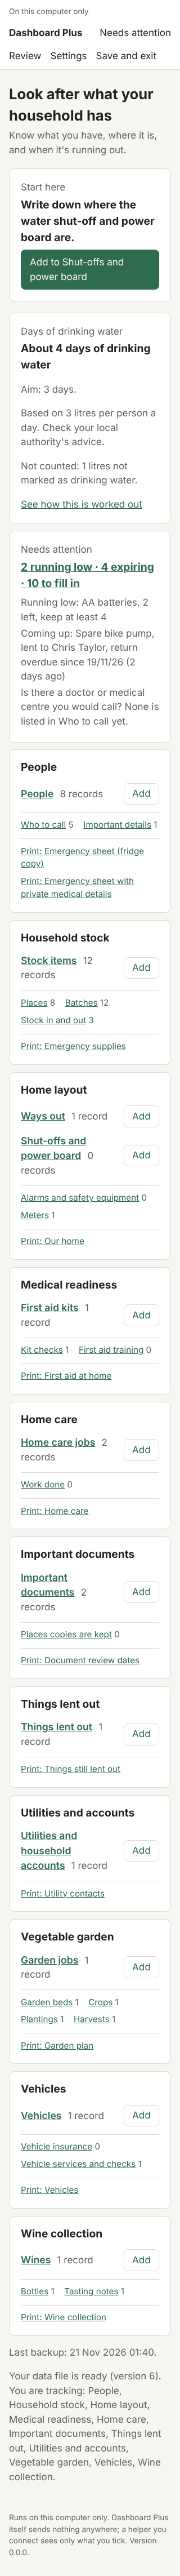 On this computer only
Dashboard Plus
Needs attention
Review
Settings
Save and exit
Look after what your
household has
Know what you have, where it is,
and when it's running out.
Start here
Write down where the
water shut-off and power
board are.
Add to Shut-offs and
power board
Days of drinking water
About 4 days of drinking
water
Aim: 3 days.
Based on 3 litres per person a
day. Check your local
authority's advice.
Not counted: 1 litres not
marked as drinking water.
See how this is worked out
Needs attention
2 running low · 4 expiring
· 10 to fill in
Running low: AA batteries, 2
left, keep at least 4
Coming up: Spare bike pump,
lent to Chris Taylor, return
overdue since 19/11/26 (2
days ago)
Is there a doctor or medical
centre you would call? None is
listed in Who to call yet.
People
People 8 records
Add
Who to call 5 Important details 1
Print: Emergency sheet (fridge
copy)
Print: Emergency sheet with
private medical details
Household stock
Stock items 12
records
Add
Places 8 Batches 12
Stock in and out 3
Print: Emergency supplies
Home layout
Ways out 1 record
Add
Shut-offs and
power board 0
records
Add
Alarms and safety equipment 0
Meters 1
Print: Our home
Medical readiness
First aid kits 1
record
Add
Kit checks 1 First aid training 0
Print: First aid at home
Home care
Home care jobs 2
records
Add
Work done 0
Print: Home care
Important documents
Important
documents 2
records
Add
Places copies are kept 0
Print: Document review dates
Things lent out
Things lent out 1
record
Add
Print: Things still lent out
Utilities and accounts
Utilities and
household
accounts 1 record
Add
Print: Utility contacts
Vegetable garden
Garden jobs 1
record
Add
Garden beds 1 Crops 1
Plantings 1 Harvests 1
Print: Garden plan
Vehicles
Vehicles 1 record
Add
Vehicle insurance 0
Vehicle services and checks 1
Print: Vehicles
Wine collection
Wines 1 record
Add
Bottles 1 Tasting notes 1
Print: Wine collection
Last backup: 21 Nov 2026 01:40.
Your data file is ready (version 6).
You are tracking: People,
Household stock, Home layout,
Medical readiness, Home care,
Important documents, Things lent
out, Utilities and accounts,
Vegetable garden, Vehicles, Wine
collection.
Runs on this computer only. Dashboard Plus
itself sends nothing anywhere; a helper you
connect sees only what you tick. Version
0.0.0.